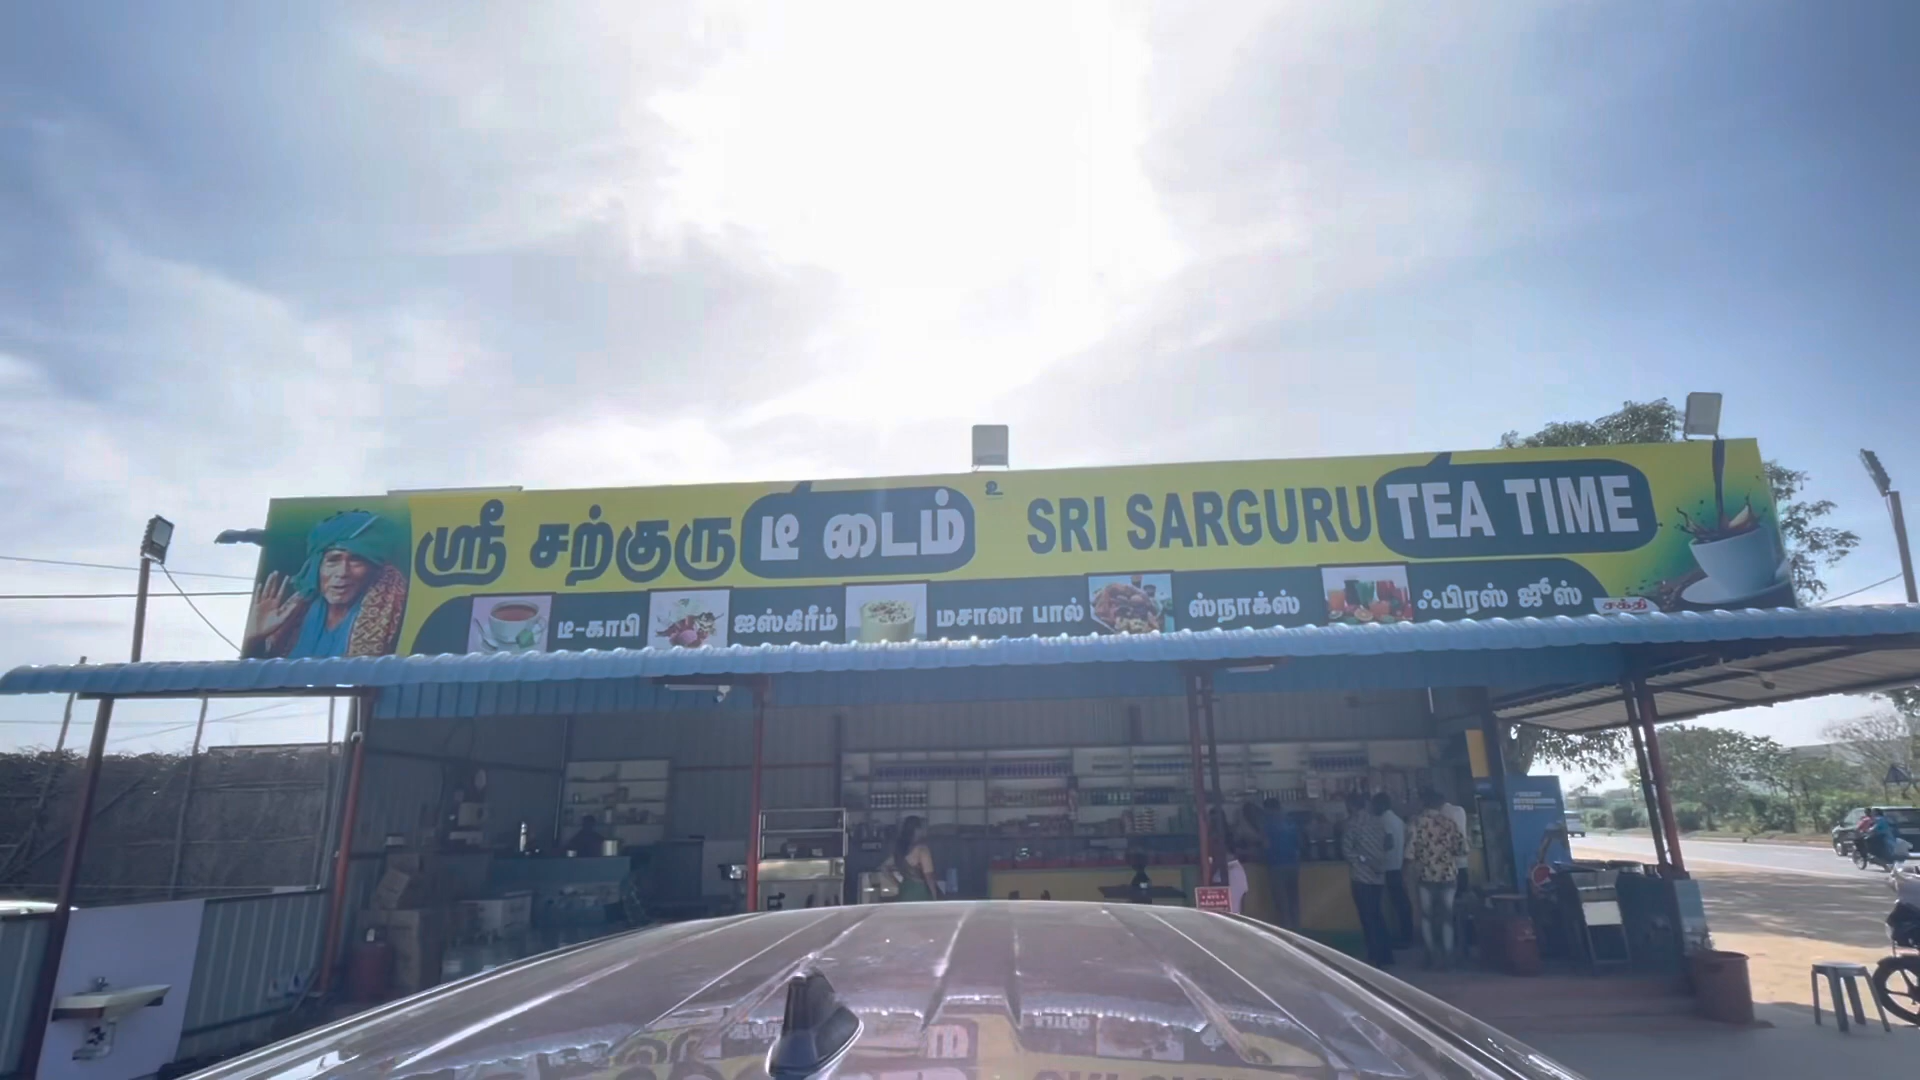 உ
ஸ்ரீ சற்குரு டீ டைம் SRI SARGURU TEA TIME
டீ-காபி ஐஸ்கிரீம் மசாலா பால் ஸ்நாக்ஸ் ஃபிரஸ் ஜூஸ்
சக்தி